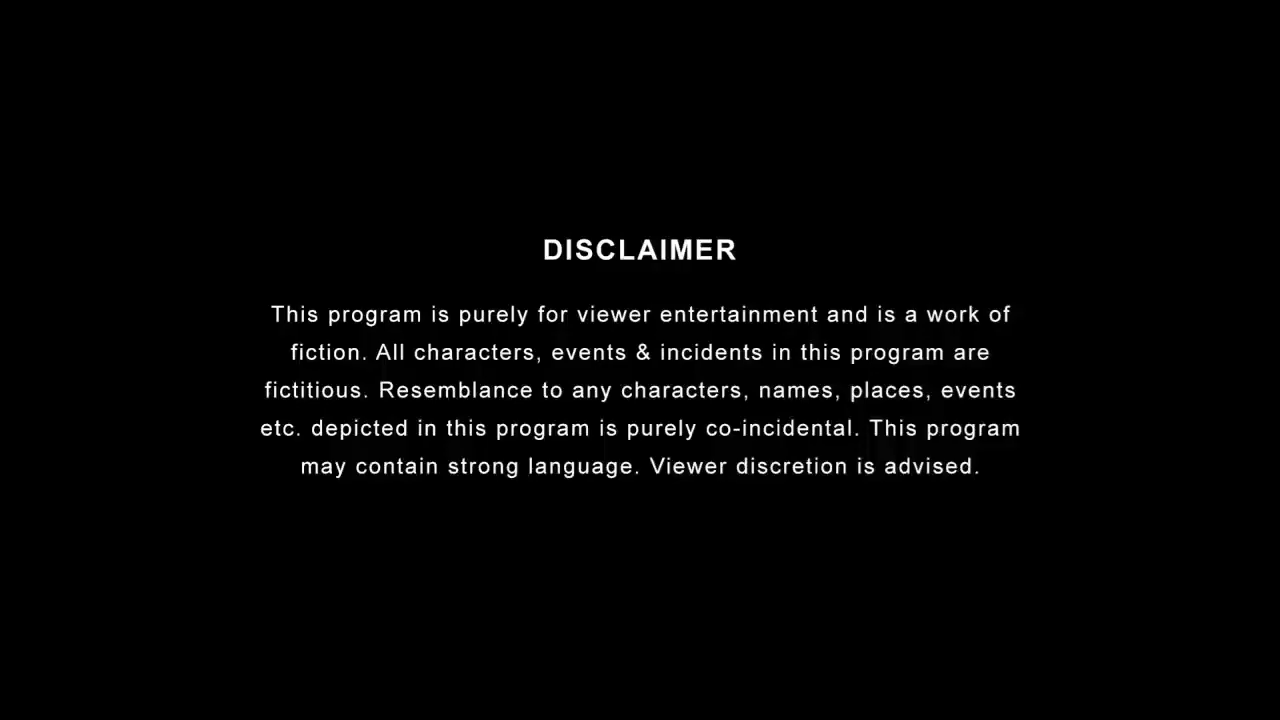 DISCLAIMER
This program is purely for viewer entertainment and is a work of
fiction. All characters, events & incidents in this program are
fictitious. Resemblance to any characters, names, places, events
etc. depicted in this program is purely co-incidental. This program
may contain strong language. Viewer discretion is advised.